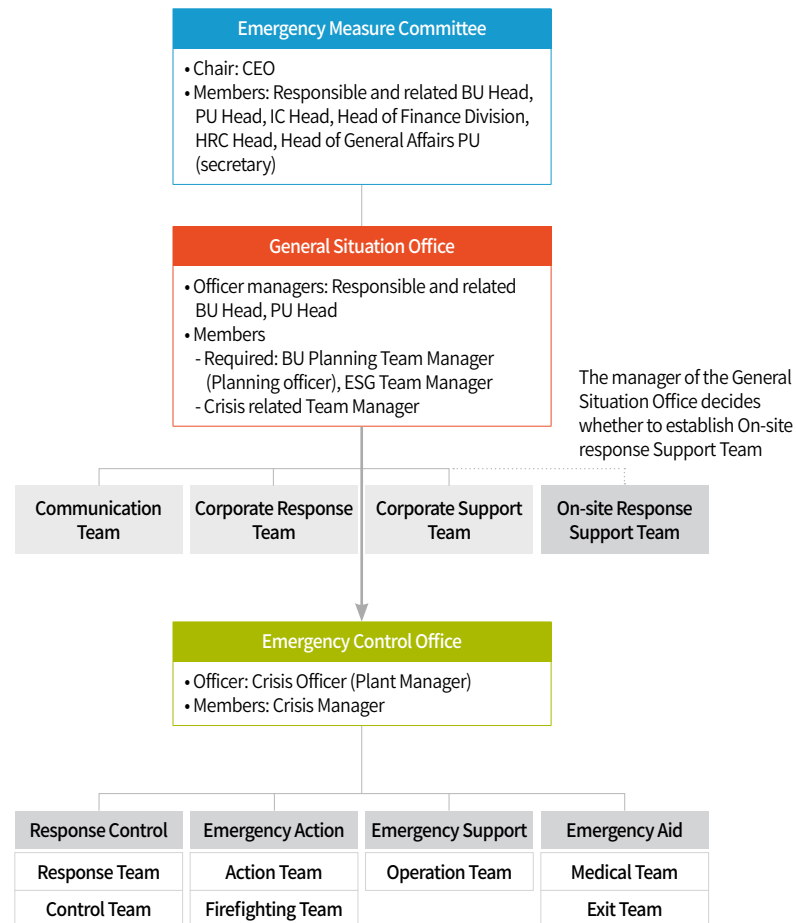 Emergency Measure Committee
• Chair: CEO
• Members: Responsible and related BU Head,
PU Head, IC Head, Head of Finance Division,
HRC Head, Head of General Affairs PU
(secretary)
General Situation Office
• Officer managers: Responsible and related
BU Head, PU Head
• Members
- Required: BU Planning Team Manager
(Planning officer), ESG Team Manager
- Crisis related Team Manager
The manager of the General
Situation Office decides
whether to establish On-site
response Support Team
Communication
Team
Corporate Response
Team
Corporate Support
Team
On-site Response
Support Team
Emergency Control Office
• Officer: Crisis Officer (Plant Manager)
• Members: Crisis Manager
Response Control
Response Team
Control Team
Emergency Action
Action Team
Firefighting Team
Emergency Support
Operation Team
Emergency Aid
Medical Team
Exit Team